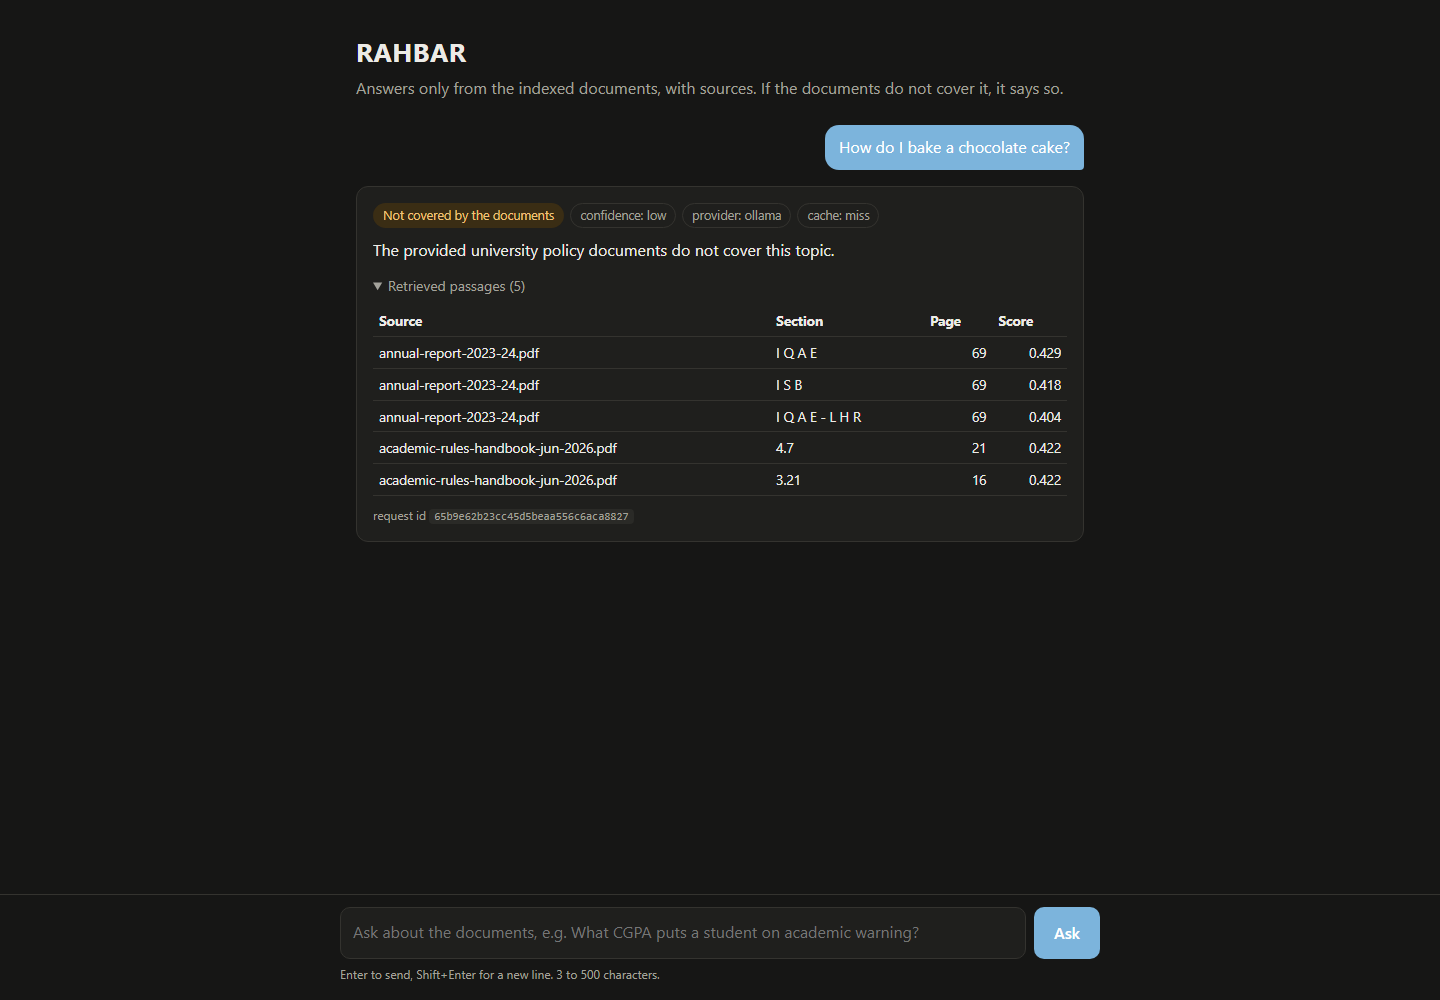 RAHBAR
Answers only from the indexed documents, with sources. If the documents do not cover it, it says so.
How do I bake a chocolate cake?
Not covered by the documents confidence: low provider: ollama cache: miss
The provided university policy documents do not cover this topic.
▼ Retrieved passages (5)
Source Section Page Score
annual-report-2023-24.pdf I Q A E 69 0.429
annual-report-2023-24.pdf I S B 69 0.418
annual-report-2023-24.pdf I Q A E - L H R 69 0.404
academic-rules-handbook-jun-2026.pdf 4.7 21 0.422
academic-rules-handbook-jun-2026.pdf 3.21 16 0.422
request id 65b9e62b23cc45d5beaa556c6aca8827
Ask about the documents, e.g. What CGPA puts a student on academic warning?
Ask
Enter to send, Shift+Enter for a new line. 3 to 500 characters.